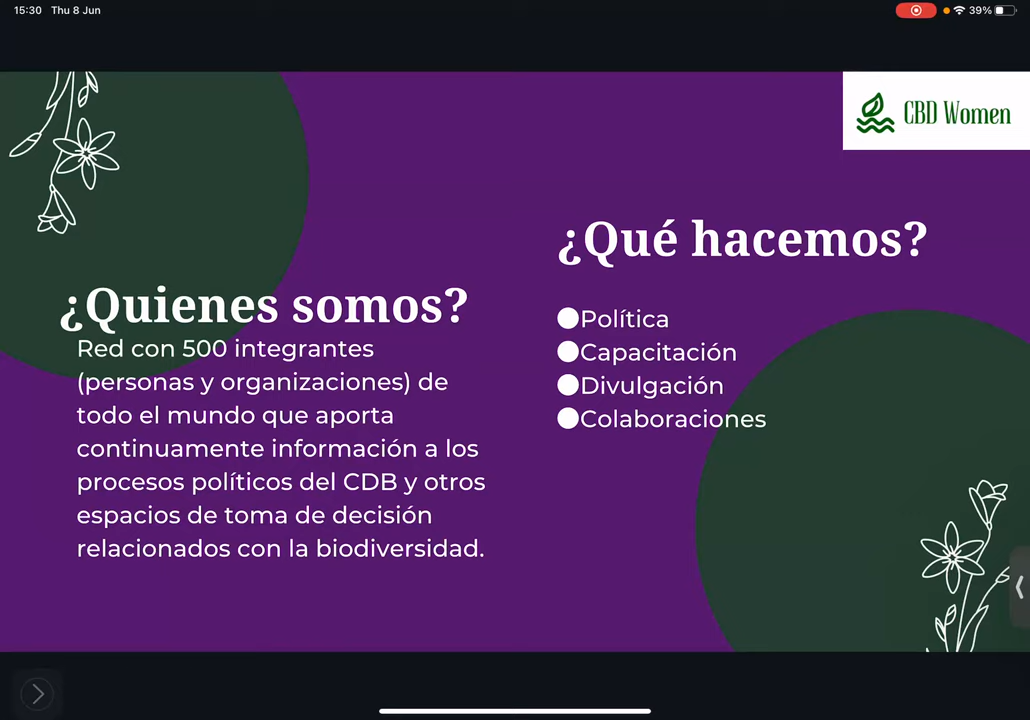 15:30 Thu 8 Jun
39%
CBD Women
¿Quienes somos?
Red con 500 integrantes
(personas y organizaciones) de
todo el mundo que aporta
continuamente información a los
procesos políticos del CDB y otros
espacios de toma de decisión
relacionados con la biodiversidad.
¿Qué hacemos?
Política
Capacitación
Divulgación
Colaboraciones